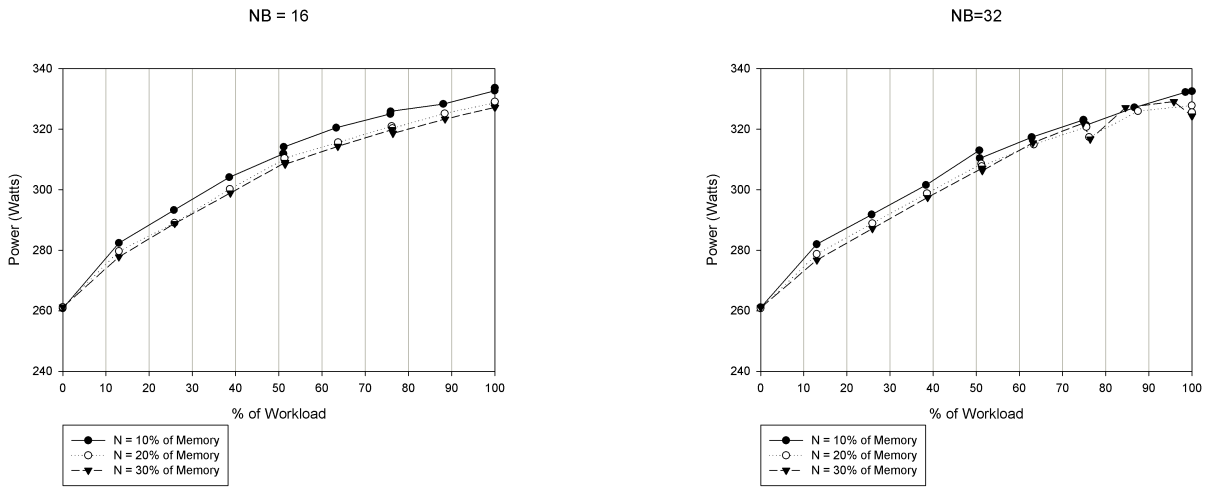 NB = 16
340
320
300
280
260
240
Power (Watts)
0 10 20 30 40 50 60 70 80 90 100
% of Workload
N = 10% of Memory
N = 20% of Memory
N = 30% of Memory
NB=32
340
320
300
280
260
240
Power (Watts)
0 10 20 30 40 50 60 70 80 90 100
% of Workload
N = 10% of Memory
N = 20% of Memory
N = 30% of Memory